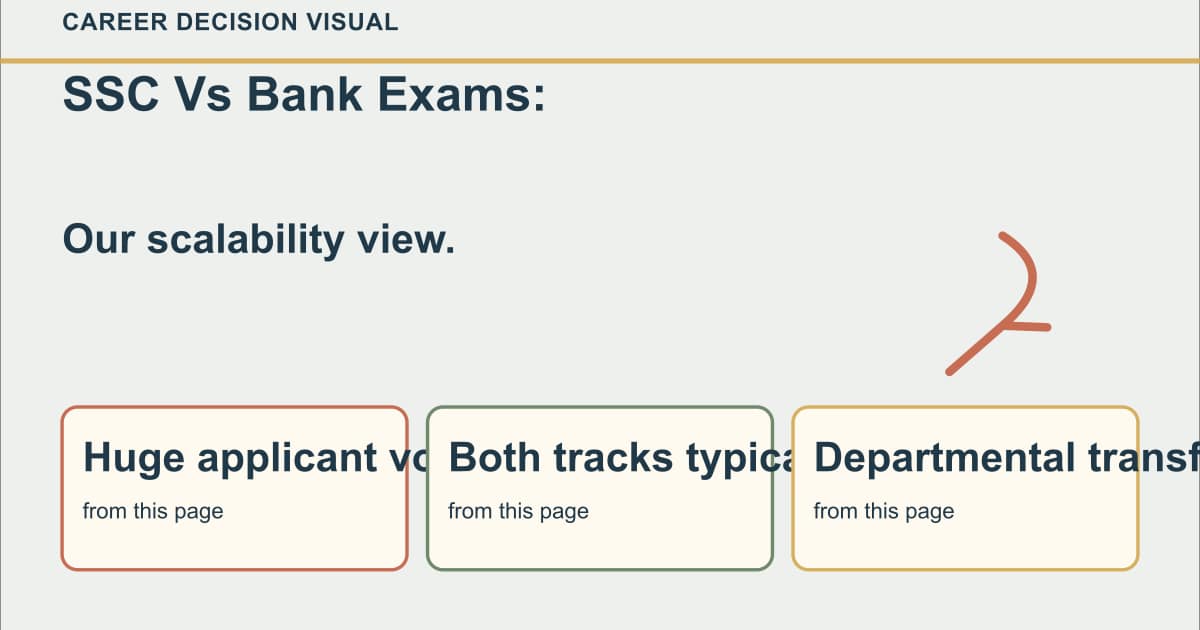 CAREER DECISION VISUAL
SSC Vs Bank Exams:
Our scalability view.
Huge applicant
from this page
Both tracks
from this page
Departmental
from this page